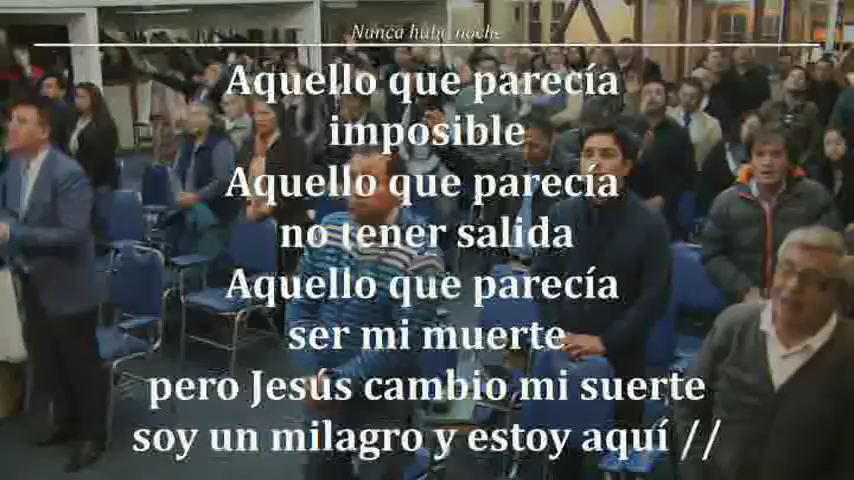 Nunca hubo noche
Aquello que parecía
imposible
Aquello que parecía
no tener salida
Aquello que parecía
ser mi muerte
pero Jesús cambio mi suerte
soy un milagro y estoy aquí //